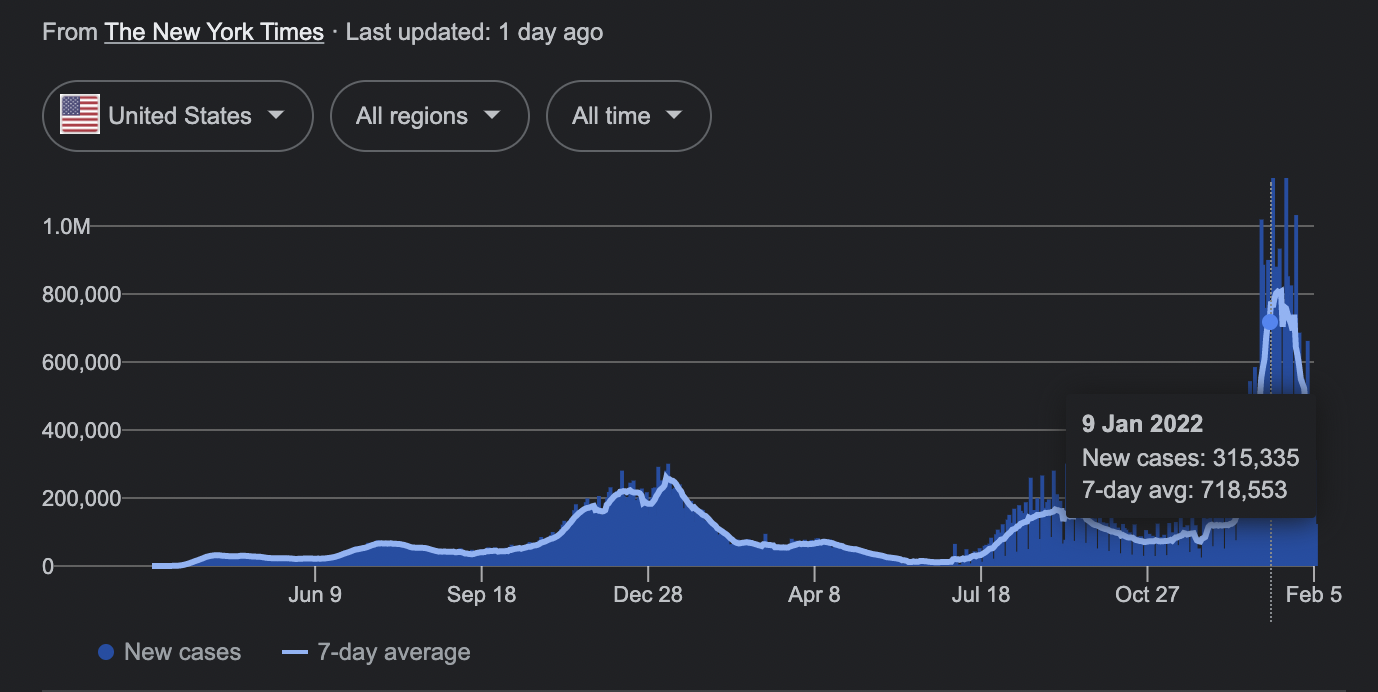 From The New York Times · Last updated: 1 day ago
United States All regions All time
1.0M
800,000
600,000
400,000
200,000
0
9 Jan 2022
New cases: 315,335
7-day avg: 718,553
Jun 9 Sep 18 Dec 28 Apr 8 Jul 18 Oct 27 Feb 5
New cases 7-day average